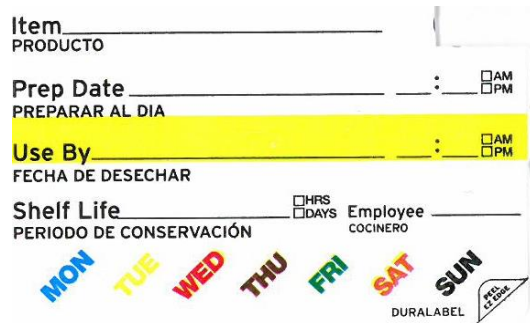 Item
PRODUCTO
Prep Date : □AM □PM
PREPARAR AL DIA
Use By : □AM □PM
FECHA DE DESECHAR
Shelf Life □HRS □DAYS Employee
PERIODO DE CONSERVACIÓN COCINERO
MON TUE WED THU FRI SAT SUN
DURALABEL PEEL EZ EDGE